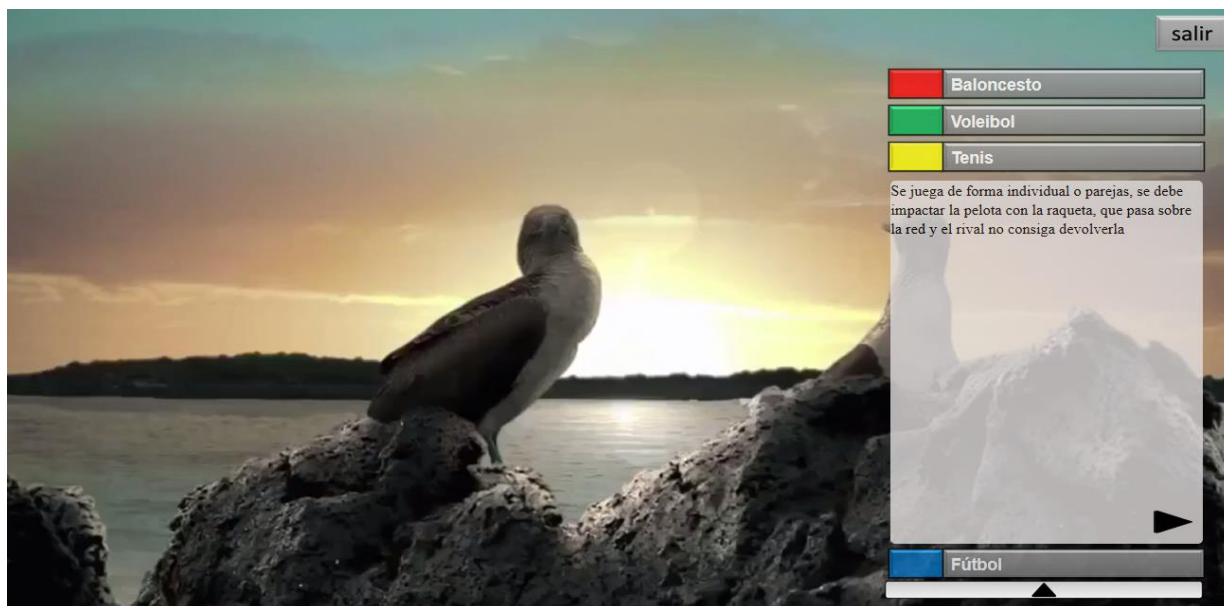 salir
Baloncesto
Voleibol
Tenis
Se juega de forma individual o parejas, se debe
impactar la pelota con la raqueta, que pasa sobre
la red y el rival no consiga devolverla
Fútbol